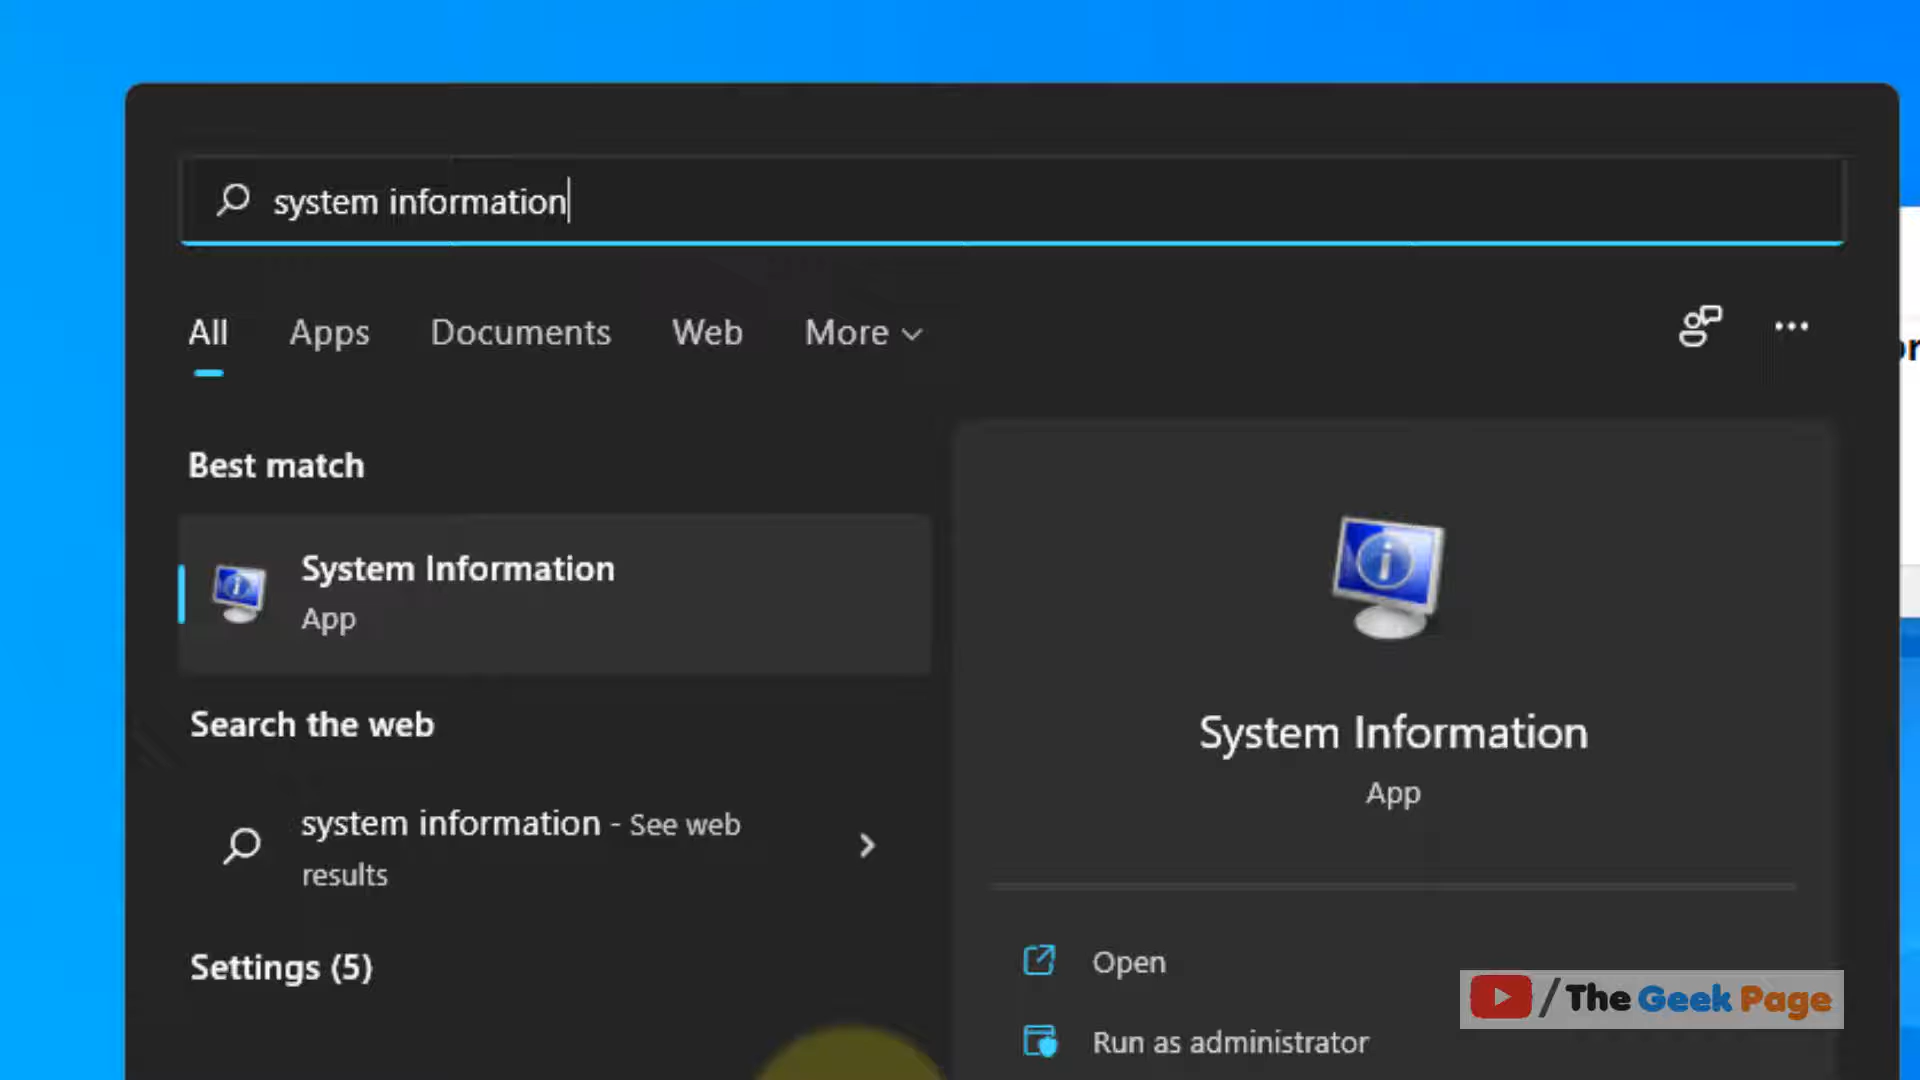 system information
All Apps Documents Web More
Best match
System Information
App
Search the web
system information - See web
results
Settings (5)
System Information
App
Open
Run as administrator
/The Geek Page